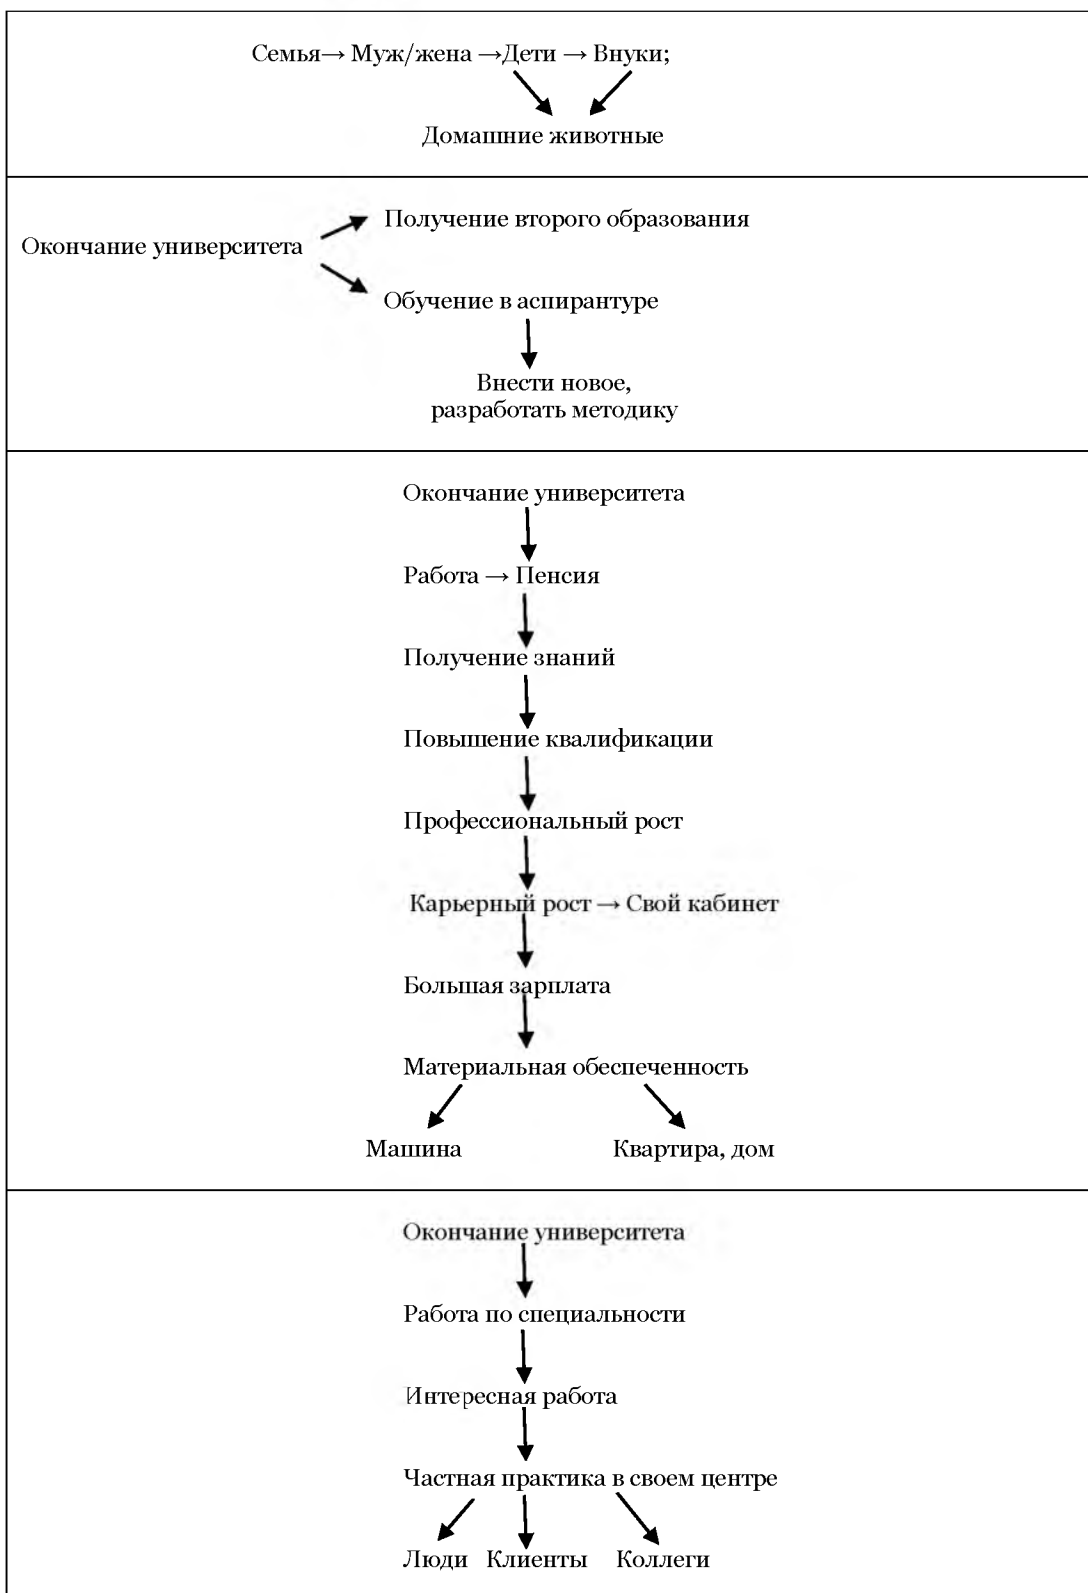 Семья→ Муж/жена →Дети → Внуки;
Домашние животные
Получение второго образования
Окончание университета
Обучение в аспирантуре
Внести новое,
разработать методику
Окончание университета
Работа → Пенсия
Получение знаний
Повышение квалификации
Профессиональный рост
Карьерный рост → Свой кабинет
Большая зарплата
Материальная обеспеченность
Машина Квартира, дом
Окончание университета
Работа по специальности
Интересная работа
Частная практика в своем центре
Люди Клиенты Коллеги